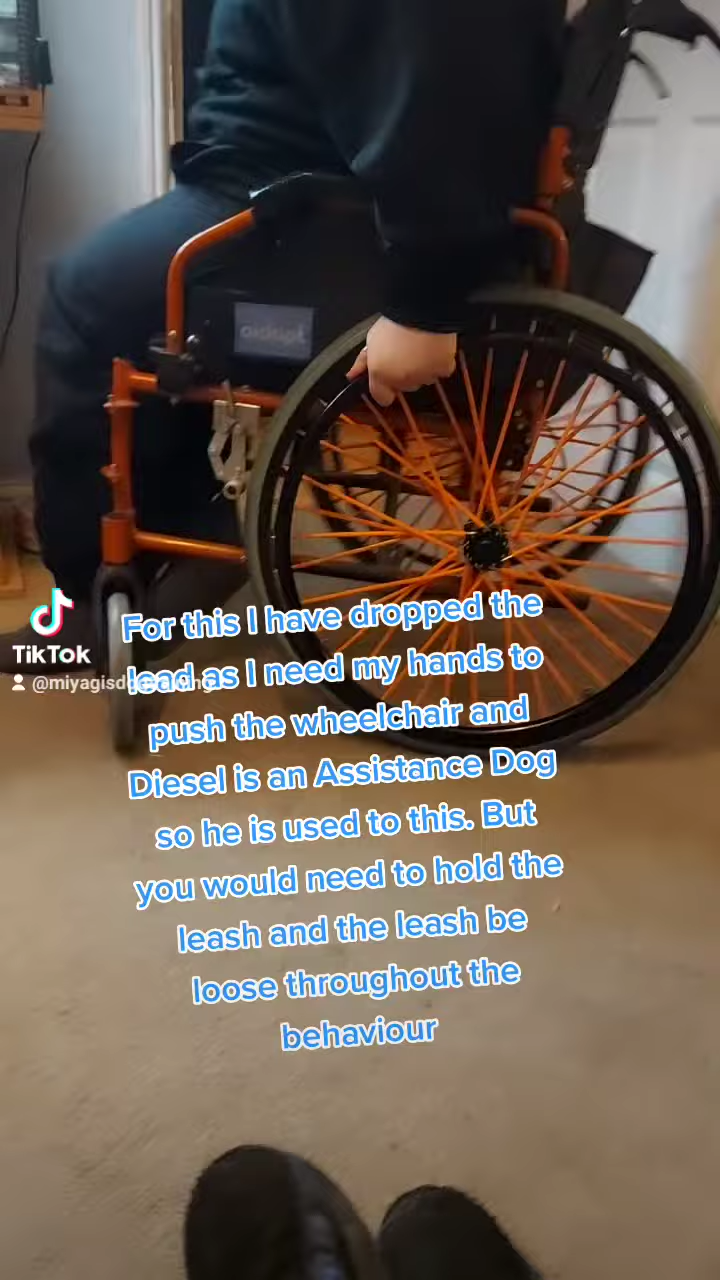 aidapt
For this I have dropped the
lead as I need my hands to
TikTok
push the wheelchair and
Diesel is an Assistance Dog
so he is used to this. But
you would need to hold the
leash and the leash be
loose throughout the
behaviour